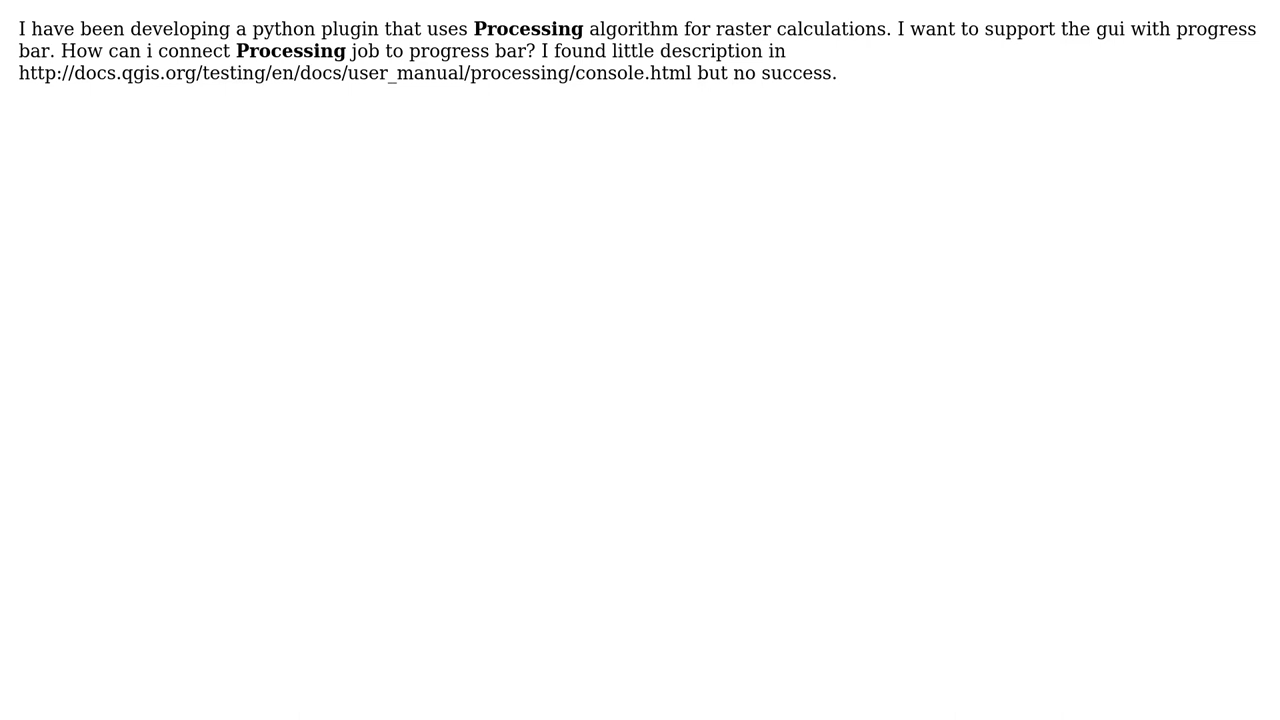 I have been developing a python plugin that uses Processing algorithm for raster calculations. I want to support the gui with progress
bar. How can i connect Processing job to progress bar? I found little description in
http://docs.qgis.org/testing/en/docs/user_manual/processing/console.html but no success.